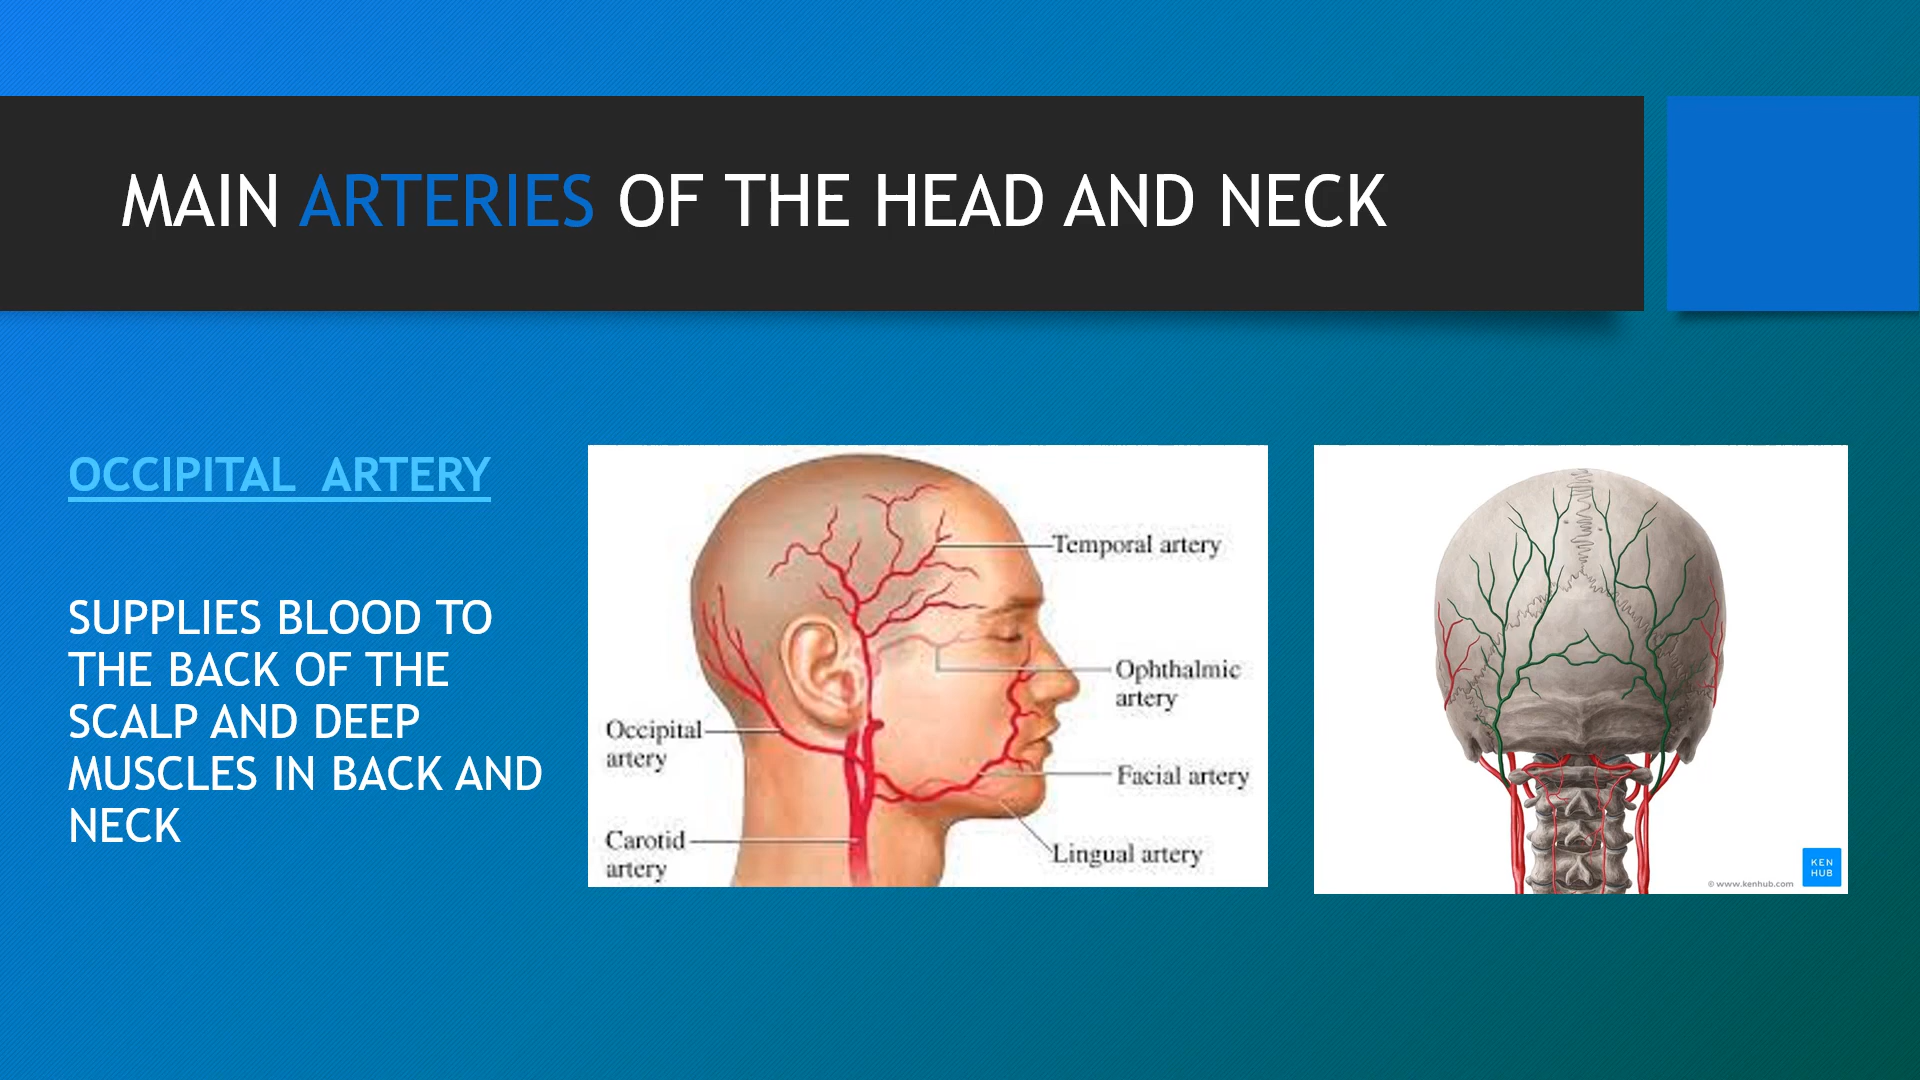 MAIN ARTERIES OF THE HEAD AND NECK
OCCIPITAL ARTERY
SUPPLIES BLOOD TO
THE BACK OF THE
SCALP AND DEEP
MUSCLES IN BACK AND
NECK
Temporal artery
Ophthalmic
artery
Occipital
artery
Facial artery
Carotid
artery
Lingual artery
KEN
HUB
© www.kenhub.com